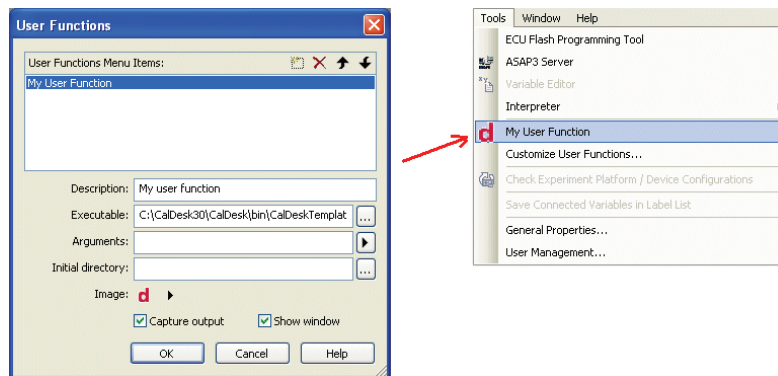 User Functions
User Functions Menu Items:
My User Function
Description: My user function
Executable: C:\CalDesk30\CalDesk\bin\CalDeskTemplat ...
Arguments:
Initial directory: ...
Image: d
Capture output Show window
OK Cancel Help
Tools Window Help
ECU Flash Programming Tool
ASAP3 Server
Variable Editor
Interpreter
d My User Function
Customize User Functions...
Check Experiment Platform / Device Configurations
Save Connected Variables in Label List
General Properties...
User Management...